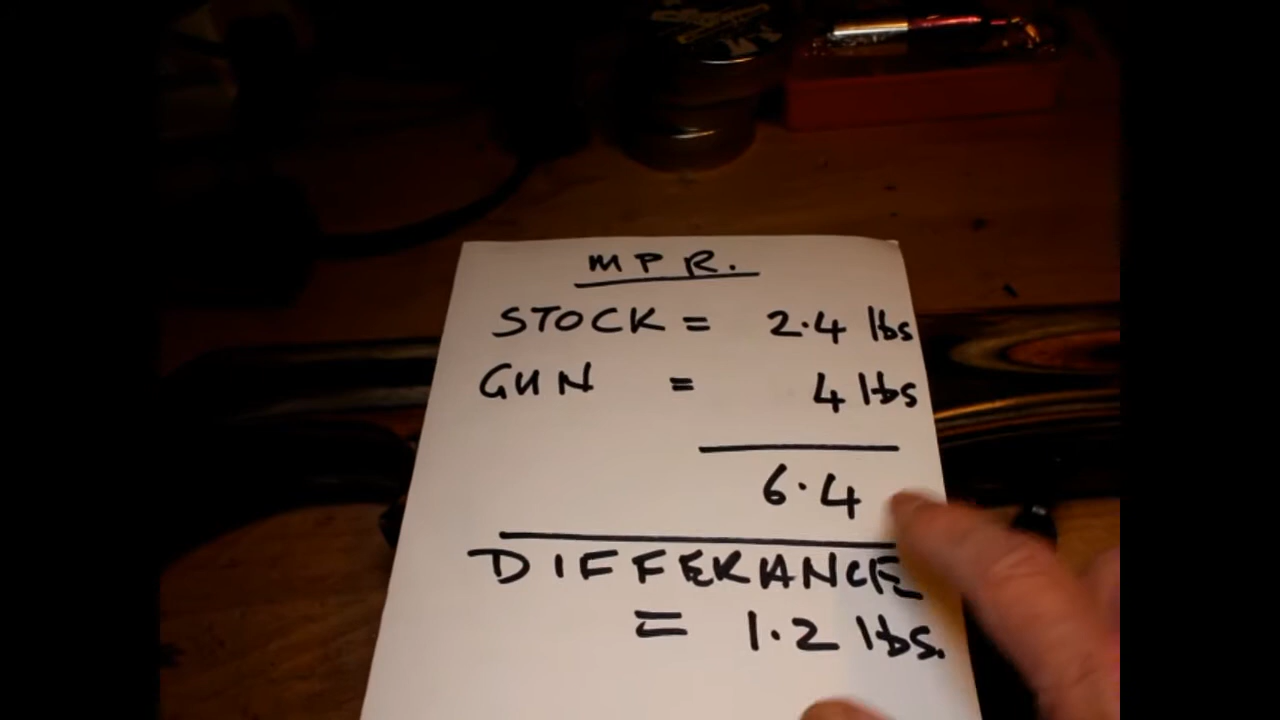 MPR.
STOCK = 2.4 lbs
GUN = 4 lbs
6.4
DIFFERANCE
= 1.2 lbs.